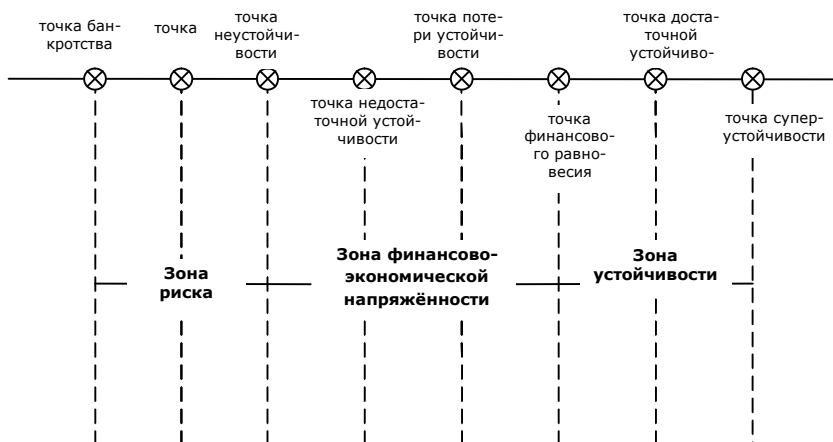 точка бан-
кротства
точка
точка
неустойчи-
вости
точка поте-
ри устойчи-
вости
точка доста-
точной
устойчиво-
точка недоста-
точной устой-
чивости
точка
финансово-
го равно-
весия
точка супер-
устойчивости
Зона
риска
Зона финансово-
экономической
напряжённости
Зона
устойчивости